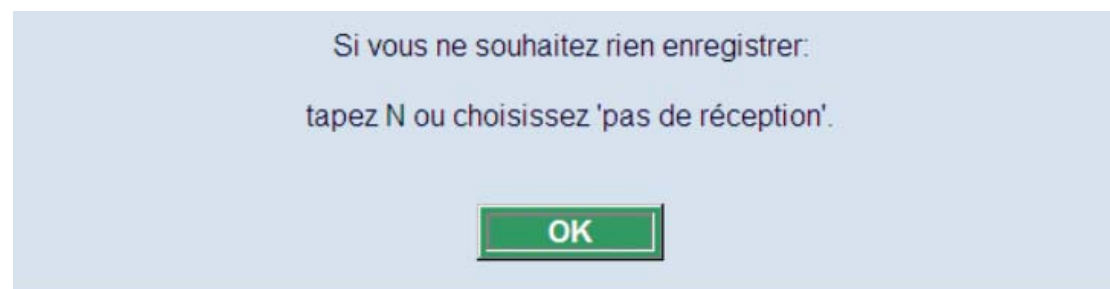 Si vous ne souhaitez rien enregistrer:
tapez N ou choisissez 'pas de réception'.
OK